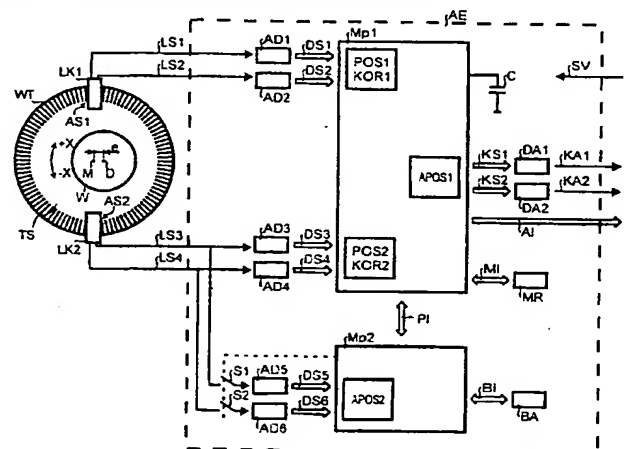 AE
LS1
AD1
DS1
Mp1
LS2
DS2
POS1
KOR1
LK1
AD2
C
SV
WT
AS1
+X
-X
e
M
D
W
AS2
APOS1
KS1
DA1
KA1
KS2
KA2
DA2
TS
LS3
AD3
DS3
AI
LK2
LS4
DS4
POS2
KOR2
AD4
MI
MR
PI
Mp2
S1
AD5
DS5
S2
DS6
APOS2
BI
AD6
BA